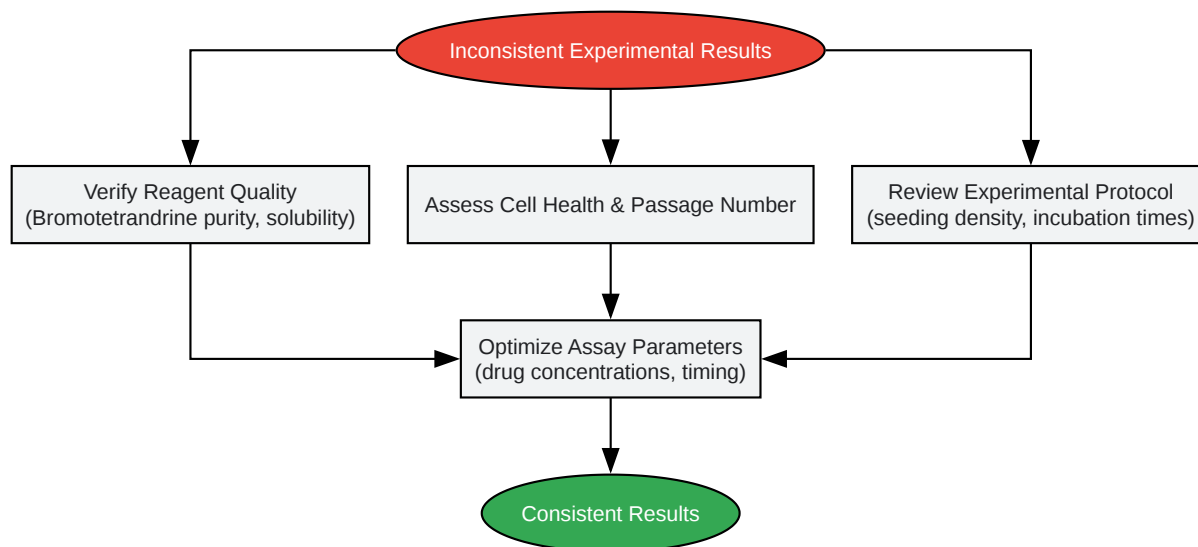 Inconsistent Experimental Results
Verify Reagent Quality
(Bromotetrandrine purity, solubility)
Assess Cell Health & Passage Number
Review Experimental Protocol
(seeding density, incubation times)
Optimize Assay Parameters
(drug concentrations, timing)
Consistent Results